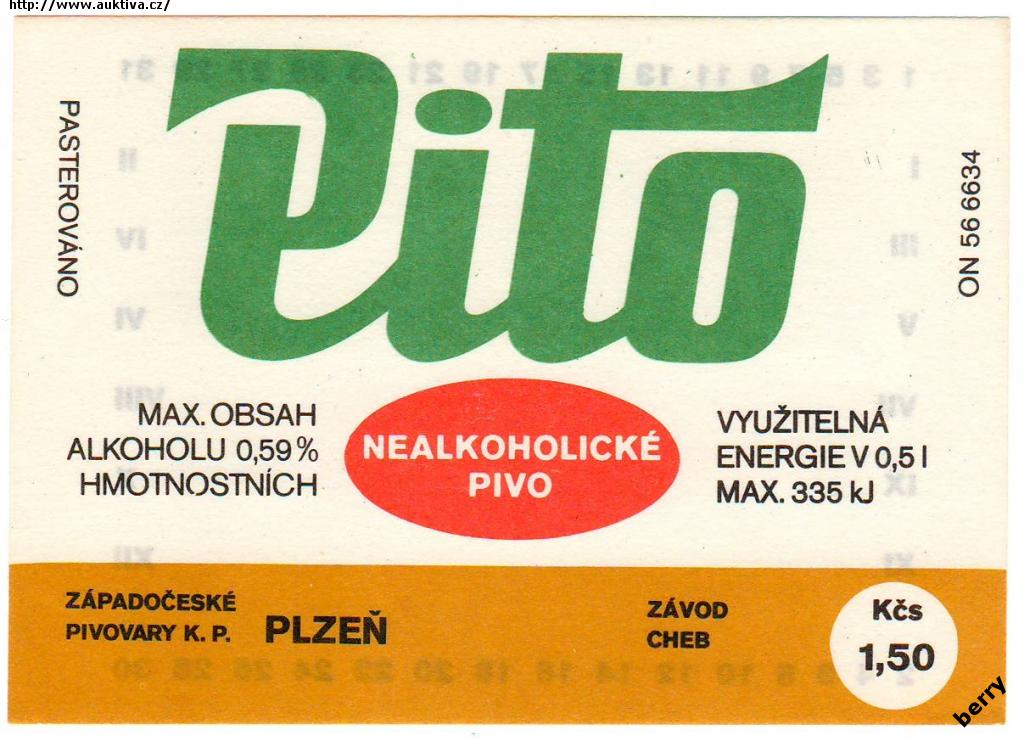 http://www.auktiva.cz/
Pito
PASTEROVÁNO
ON 56 6634
MAX. OBSAH
ALKOHOLU 0,59%
HMOTNOSTNÍCH
NEALKOHOLICKÉ
PIVO
VYUŽITELNÁ
ENERGIE V 0,5 l
MAX. 335 kJ
ZÁPADOČESKÉ
PIVOVARY K. P. PLZEŇ
ZÁVOD
CHEB
Kčs
1,50
berry